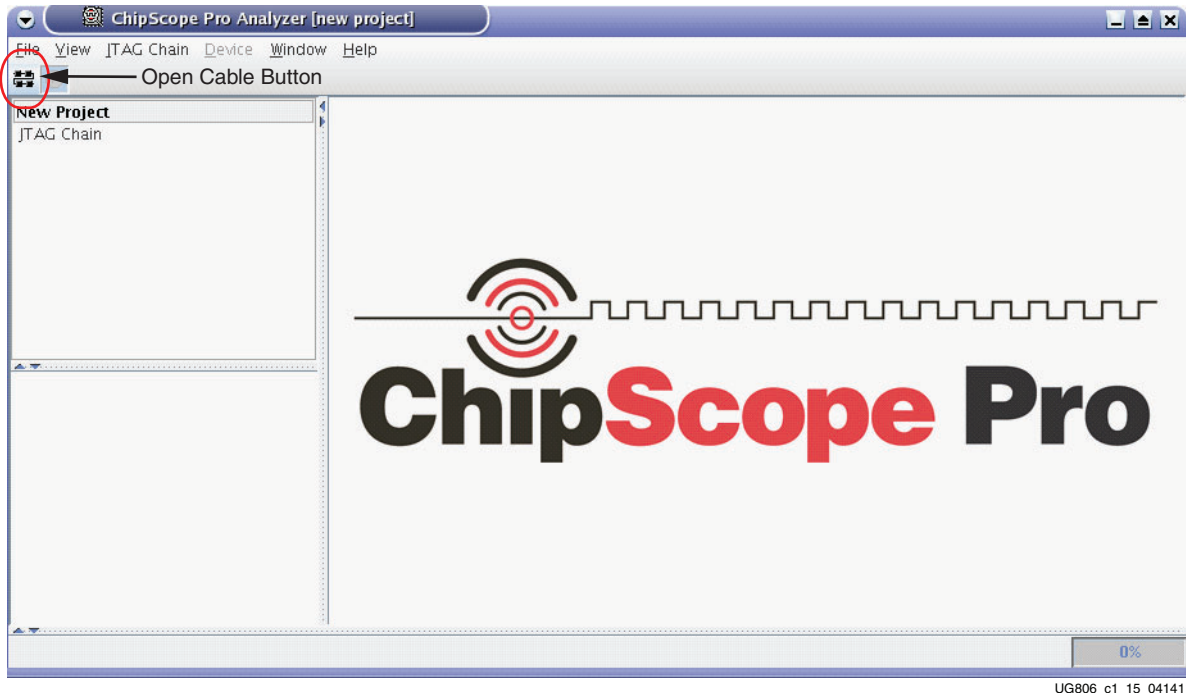 ChipScope Pro Analyzer [new project]
File View JTAG Chain Device Window Help
Open Cable Button
New Project
JTAG Chain
ChipScope Pro
0%
UG806_c1_15_04141